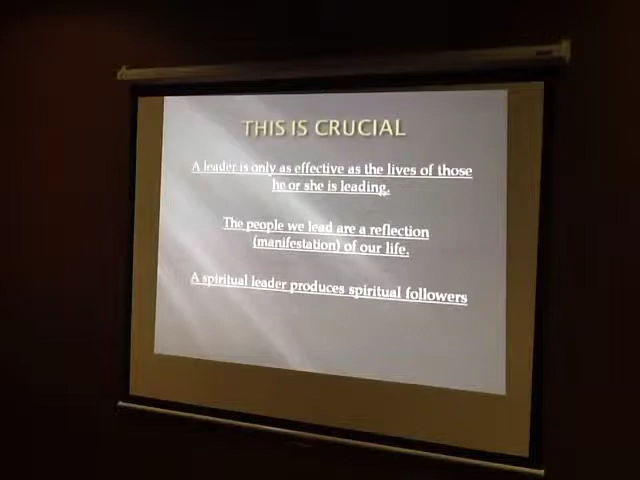 THIS IS CRUCIAL
A leader is only as effective as the lives of those
he or she is leading.
The people we lead are a reflection
(manifestation) of our life.
A spiritual leader produces spiritual followers